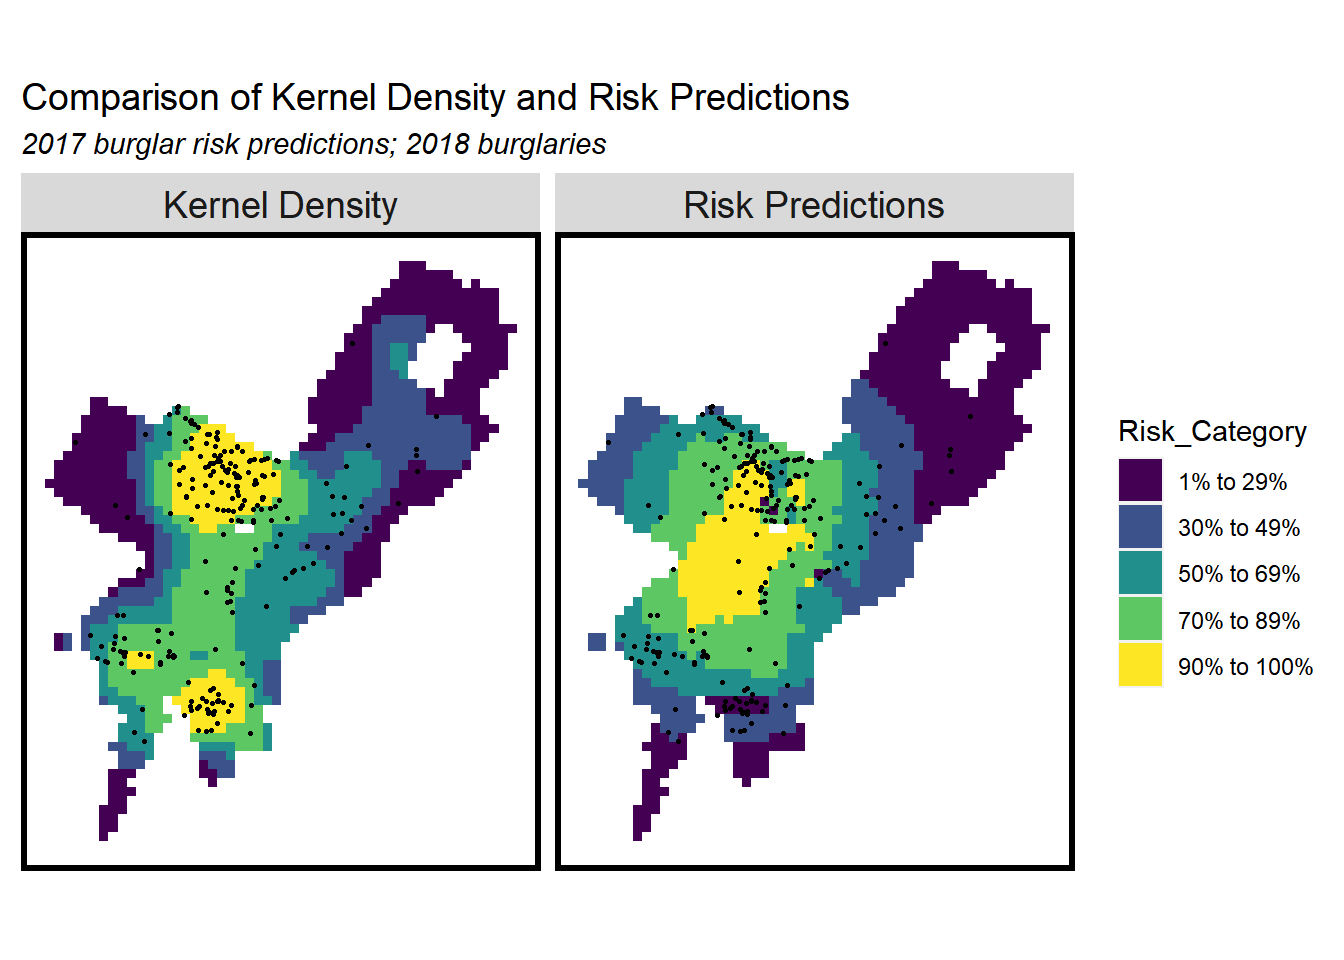 Comparison of Kernel Density and Risk Predictions
2017 burglar risk predictions; 2018 burglaries
Kernel Density
Risk Predictions
Risk_Category
1% to 29%
30% to 49%
50% to 69%
70% to 89%
90% to 100%